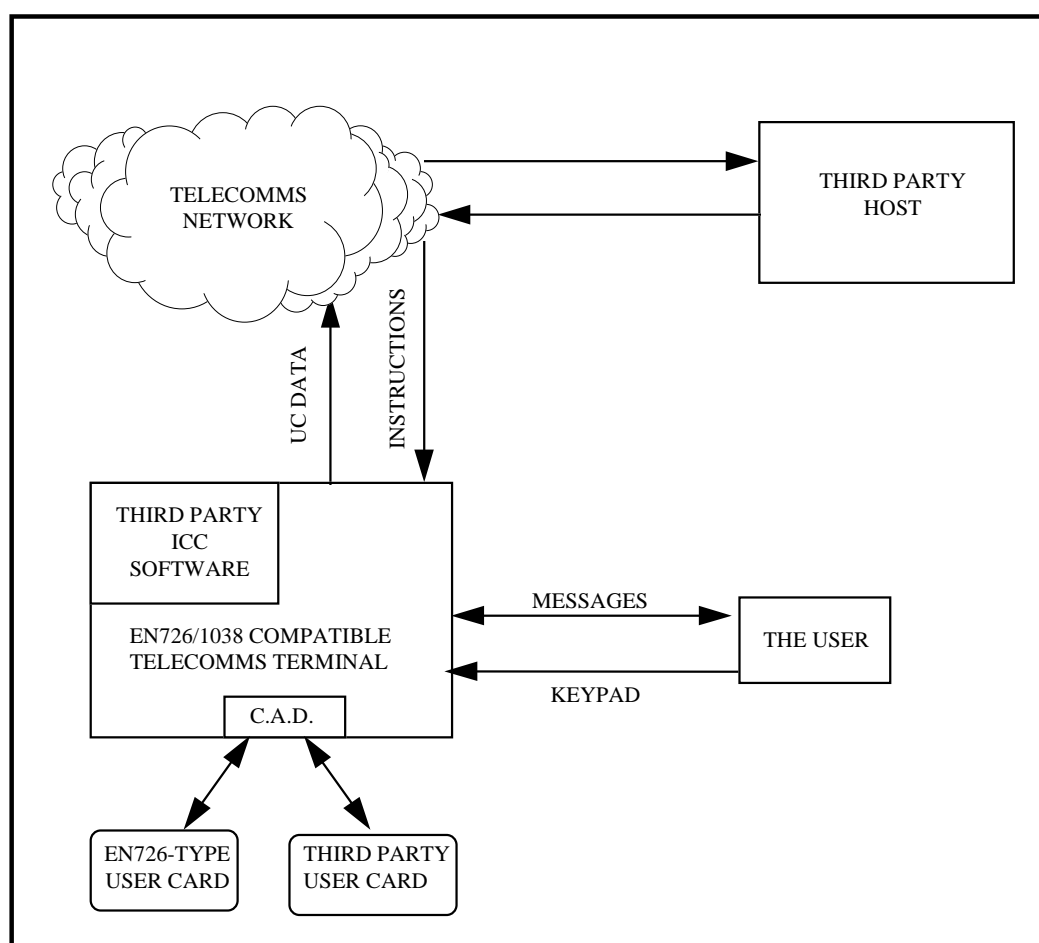 TELECOMMS
NETWORK
THIRD PARTY
HOST
UC DATA
INSTRUCTIONS
THIRD PARTY
ICC
SOFTWARE
MESSAGES
EN726/1038 COMPATIBLE
TELECOMMS TERMINAL
THE USER
KEYPAD
C.A.D.
EN726-TYPE
USER CARD
THIRD PARTY
USER CARD